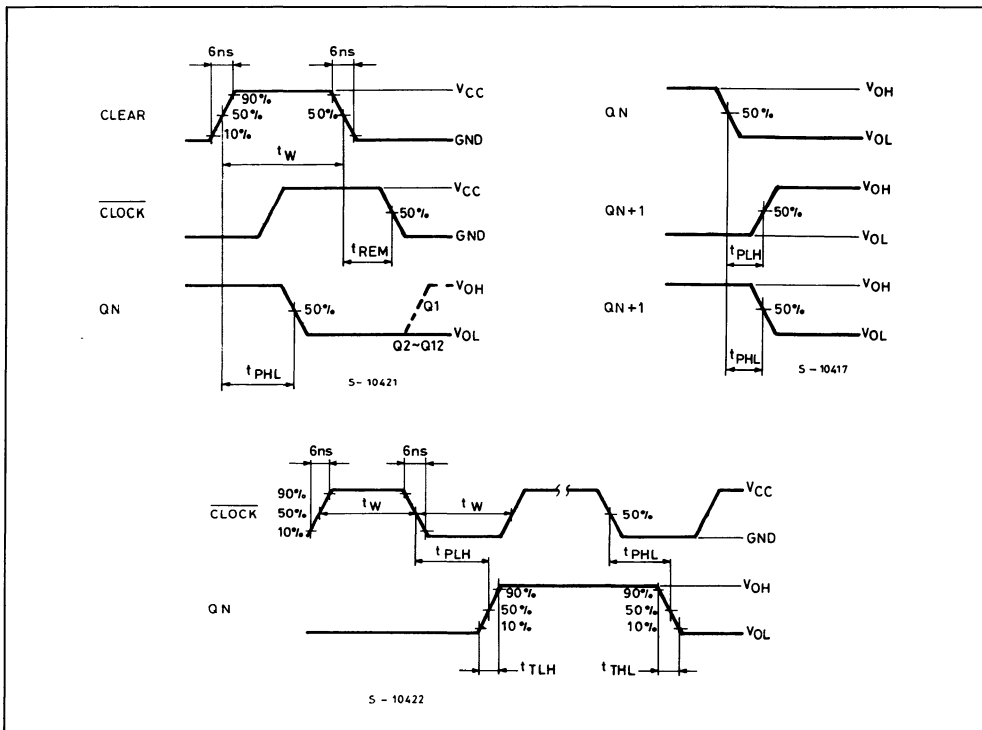 6ns 6ns
CLEAR
90%
50%
10%
50%
VCC
GND
tW
CLOCK
VCC
50%
GND
tREM
QN
50%
Q1
VOH
VOL
Q2~Q12
tPHL
S-10421
QN
VOH
50%
VOL
QN+1
VOH
50%
VOL
tPLH
QN+1
VOH
50%
VOL
tPHL
S-10417
6ns 6ns
CLOCK
90%
50%
10%
tW tW
50%
VCC
GND
tPLH tPHL
QN
90%
50%
10%
90%
50%
10%
VOH
VOL
tTLH tTHL
S-10422